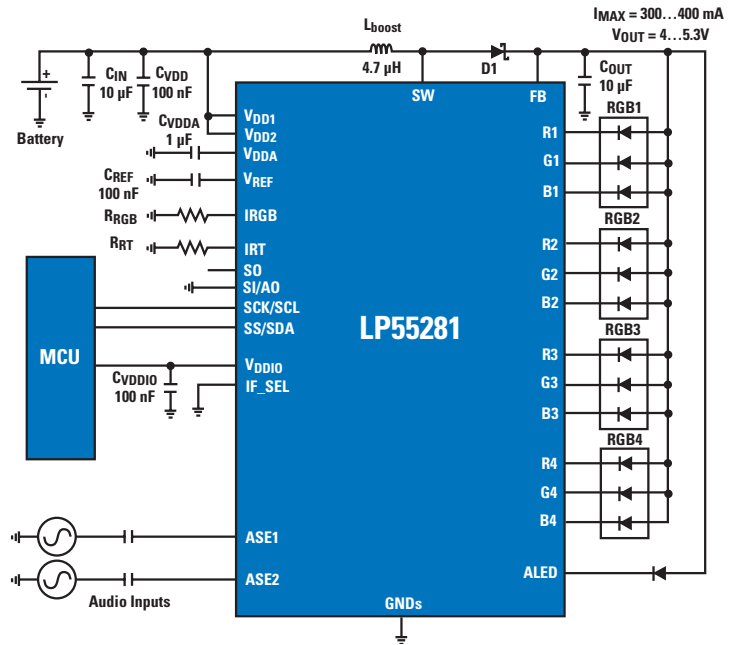 IMAX = 300…400 mA
VOUT = 4…5.3V
Lboost
4.7 µH
D1
+
-
Battery
CIN
10 µF
CVDD
100 nF
COUT
10 µF
SW
FB
CVDDA
1 µF
CREF
100 nF
RRGB
RRT
VDD1
VDD2
VDDA
VREF
IRGB
IRT
SO
SI/AO
SCK/SCL
SS/SDA
VDDIO
IF_SEL
MCU
CVDDIO
100 nF
LP55281
R1
G1
B1
RGB1
R2
G2
B2
RGB2
R3
G3
B3
RGB3
R4
G4
B4
RGB4
ASE1
ASE2
Audio Inputs
ALED
GNDs